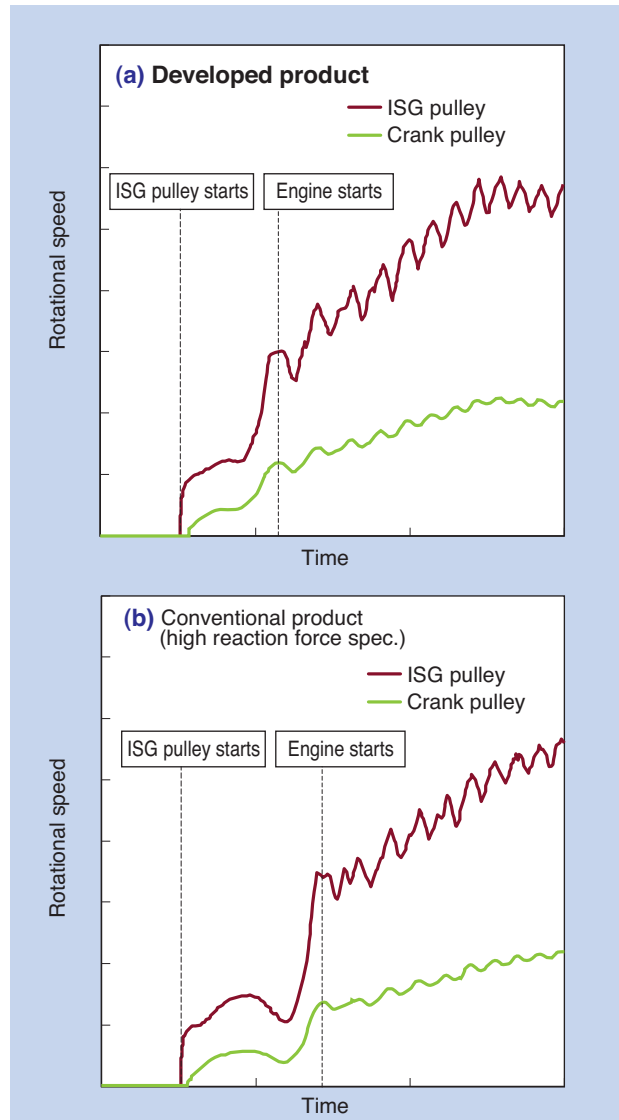 (a) Developed product
ISG pulley
Crank pulley
ISG pulley starts
Engine starts
Rotational speed
Time
(b) Conventional product
(high reaction force spec.)
ISG pulley
Crank pulley
ISG pulley starts
Engine starts
Rotational speed
Time